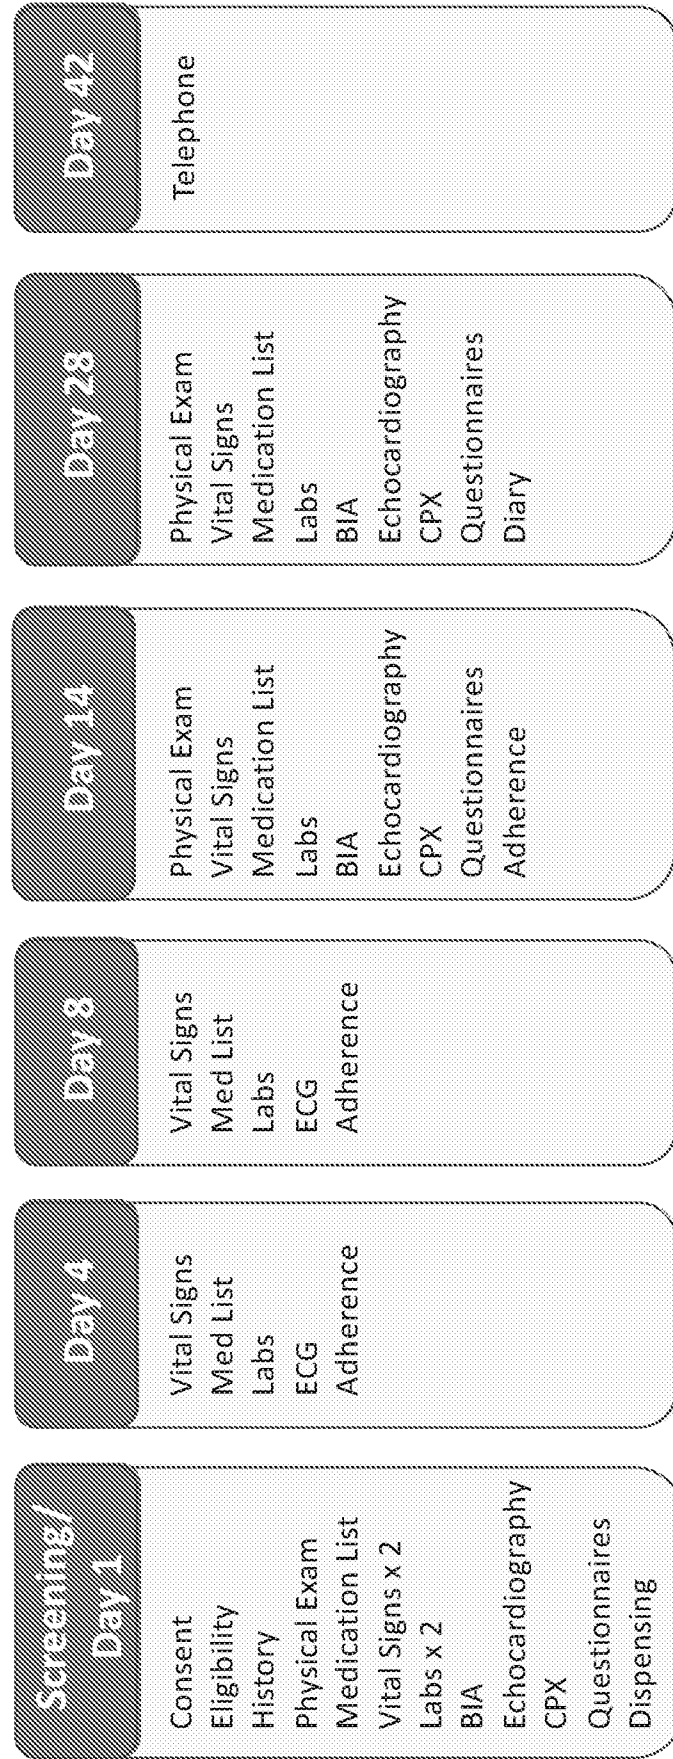 Screening/
Day 1
Consent
Eligibility
History
Physical Exam
Medication List
Vital Signs x 2
Labs x 2
BIA
Echocardiography
CPX
Questionnaires
Dispensing
Day 4
Vital Signs
Med List
Labs
ECG
Adherence
Day 8
Vital Signs
Med List
Labs
ECG
Adherence
Day 14
Physical Exam
Vital Signs
Medication List
Labs
BIA
Echocardiography
CPX
Questionnaires
Adherence
Day 28
Physical Exam
Vital Signs
Medication List
Labs
BIA
Echocardiography
CPX
Questionnaires
Diary
Day 42
Telephone